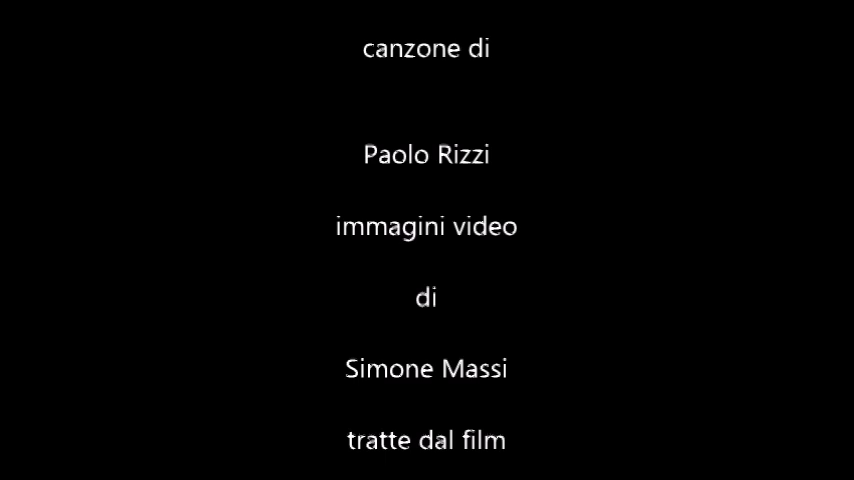 canzone di
Paolo Rizzi
immagini video
di
Simone Massi
tratte dal film